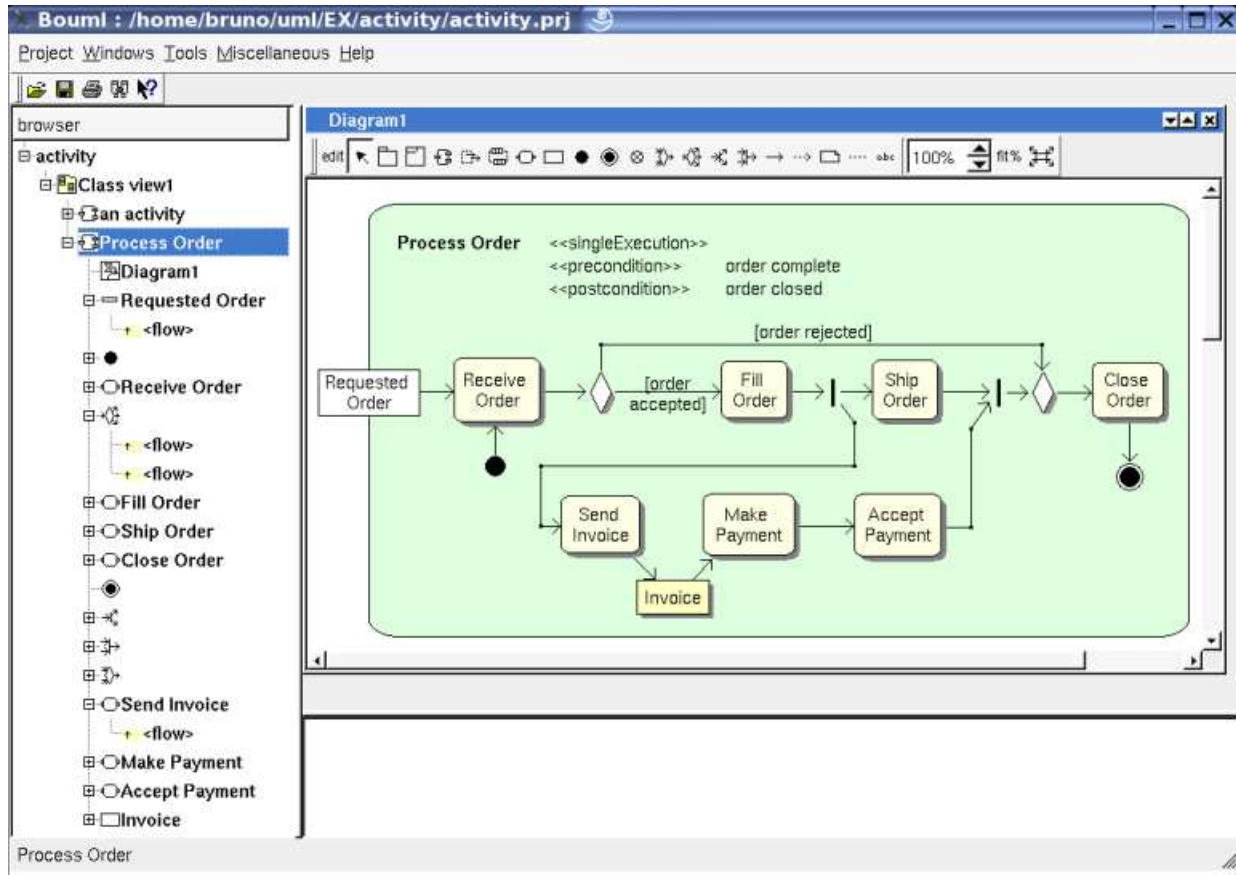 Bouml : /home/bruno/uml/EX/activity/activity.prj
Project Windows Tools Miscellaneous Help
browser
activity
Class view1
an activity
Process Order
Diagram1
Requested Order
<flow>
Receive Order
<flow>
<flow>
Fill Order
Ship Order
Close Order
Send Invoice
<flow>
Make Payment
Accept Payment
Invoice
Diagram1
edit
abc
100%
fit%
Process Order <<singleExecution>>
<<precondition>> order complete
<<postcondition>> order closed
[order rejected]
Requested
Order
Receive
Order
[order
accepted]
Fill
Order
Ship
Order
Close
Order
Send
Invoice
Make
Payment
Accept
Payment
Invoice
Process Order